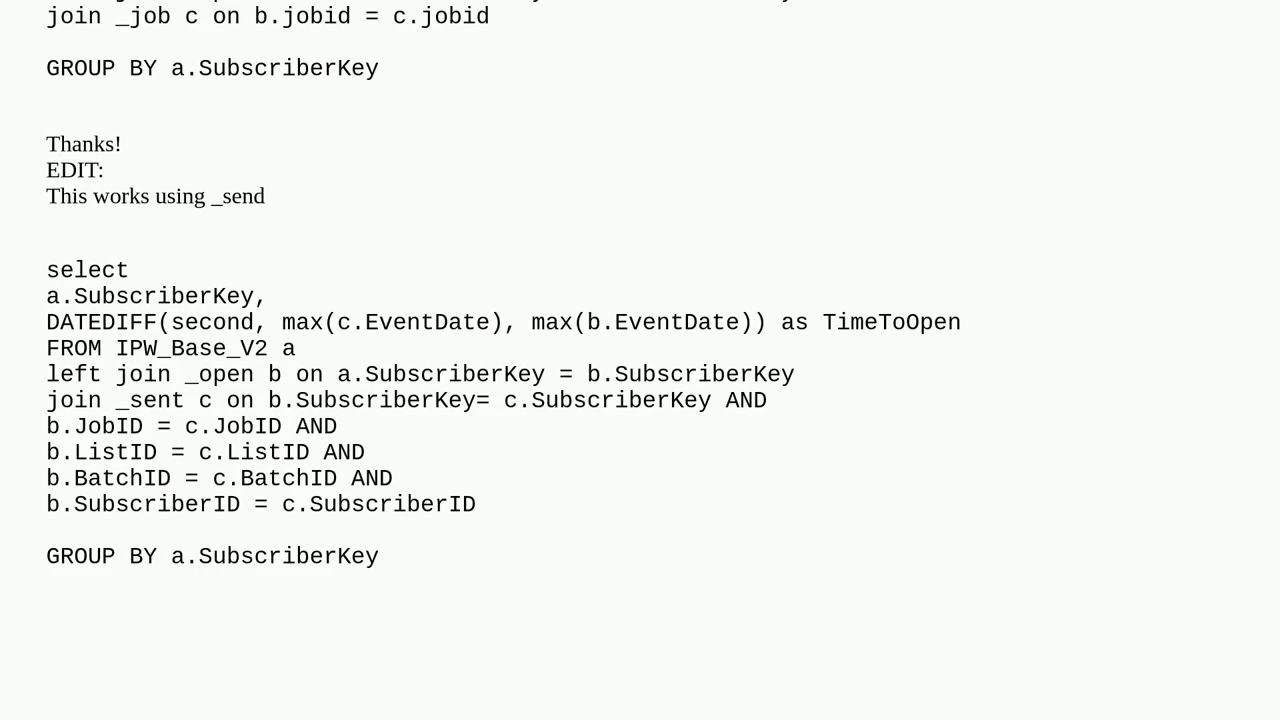 join _job c on b.jobid = c.jobid
GROUP BY a.SubscriberKey
Thanks!
EDIT:
This works using _send
select
a.SubscriberKey,
DATEDIFF(second, max(c.EventDate), max(b.EventDate)) as TimeToOpen
FROM IPW_Base_V2 a
left join _open b on a.SubscriberKey = b.SubscriberKey
join _sent c on b.SubscriberKey= c.SubscriberKey AND
b.JobID = c.JobID AND
b.ListID = c.ListID AND
b.BatchID = c.BatchID AND
b.SubscriberID = c.SubscriberID
GROUP BY a.SubscriberKey